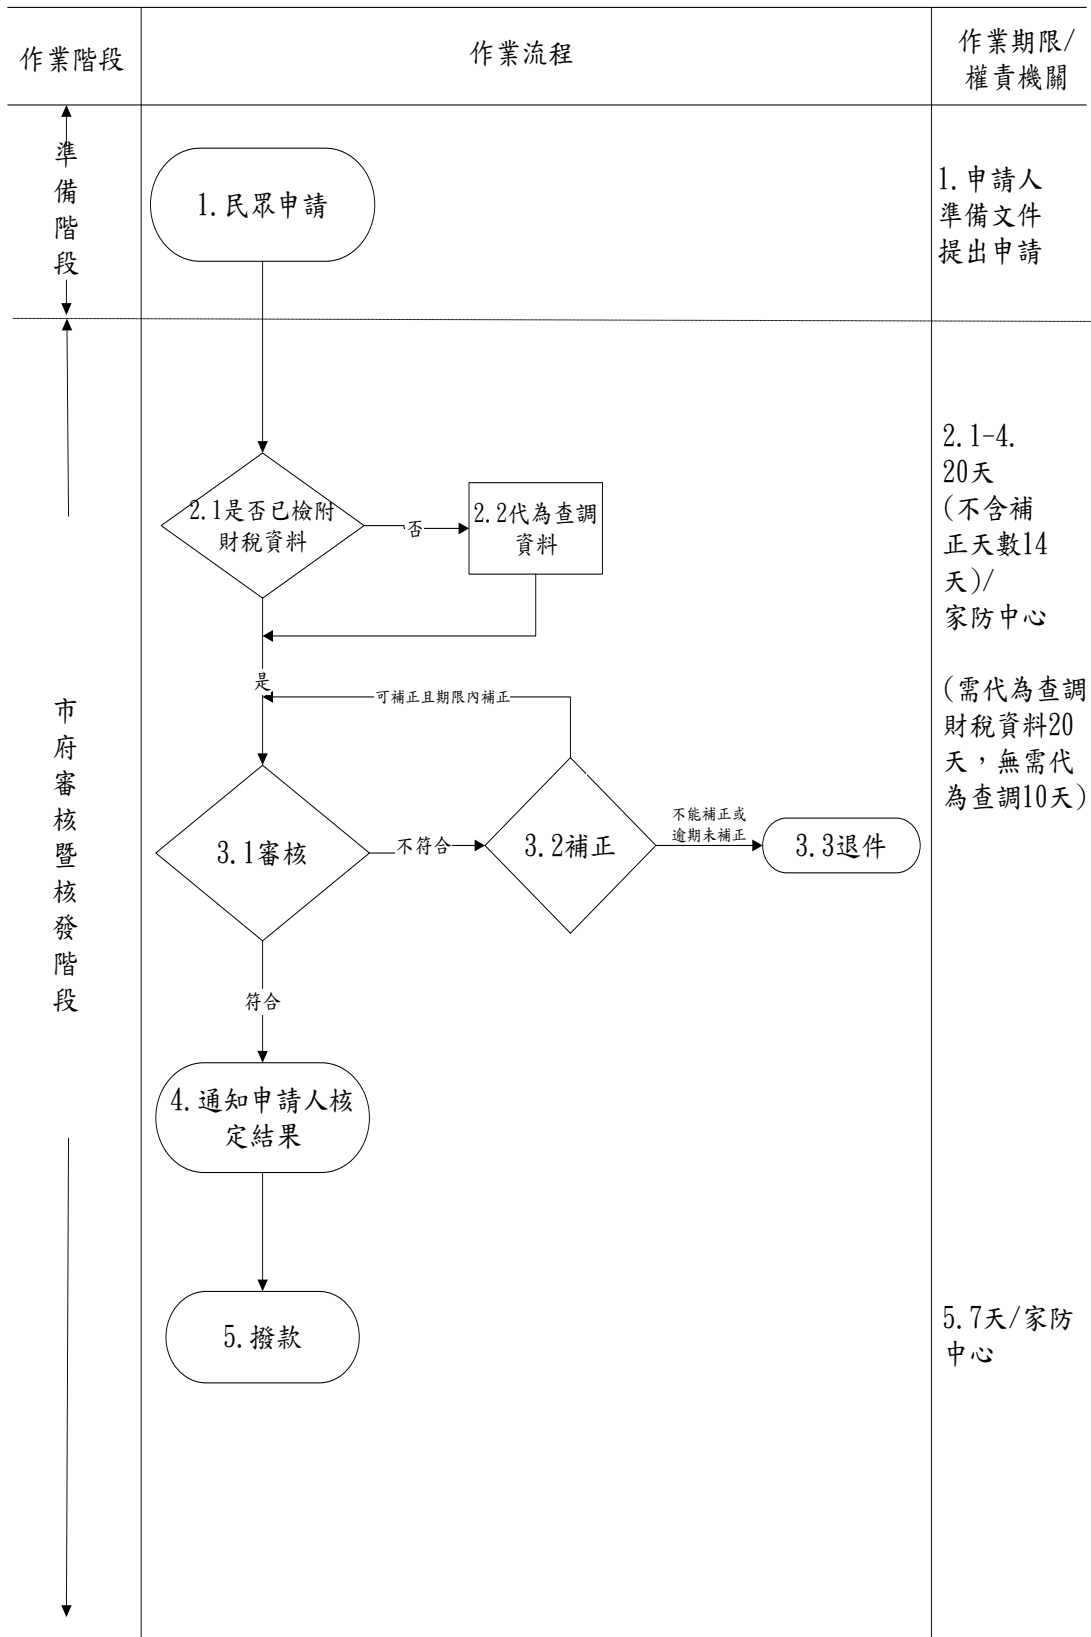 作業階段
作業流程
作業期限/
權責機關
準
備
階
段
1.民眾申請
1.申請人
準備文件
提出申請
市
府
審
核
暨
核
發
階
段
2.1是否已檢附
財稅資料
否
2.2代為查調
資料
是
可補正且期限內補正
3.1審核
不符合
3.2補正
不能補正或
逾期未補正
3.3退件
符合
4.通知申請人核
定結果
5.撥款
2.1-4.
20天
(不含補
正天數14
天)/
家防中心
(需代為查調
財稅資料20
天，無需代
為查調10天)
5.7天/家防
中心